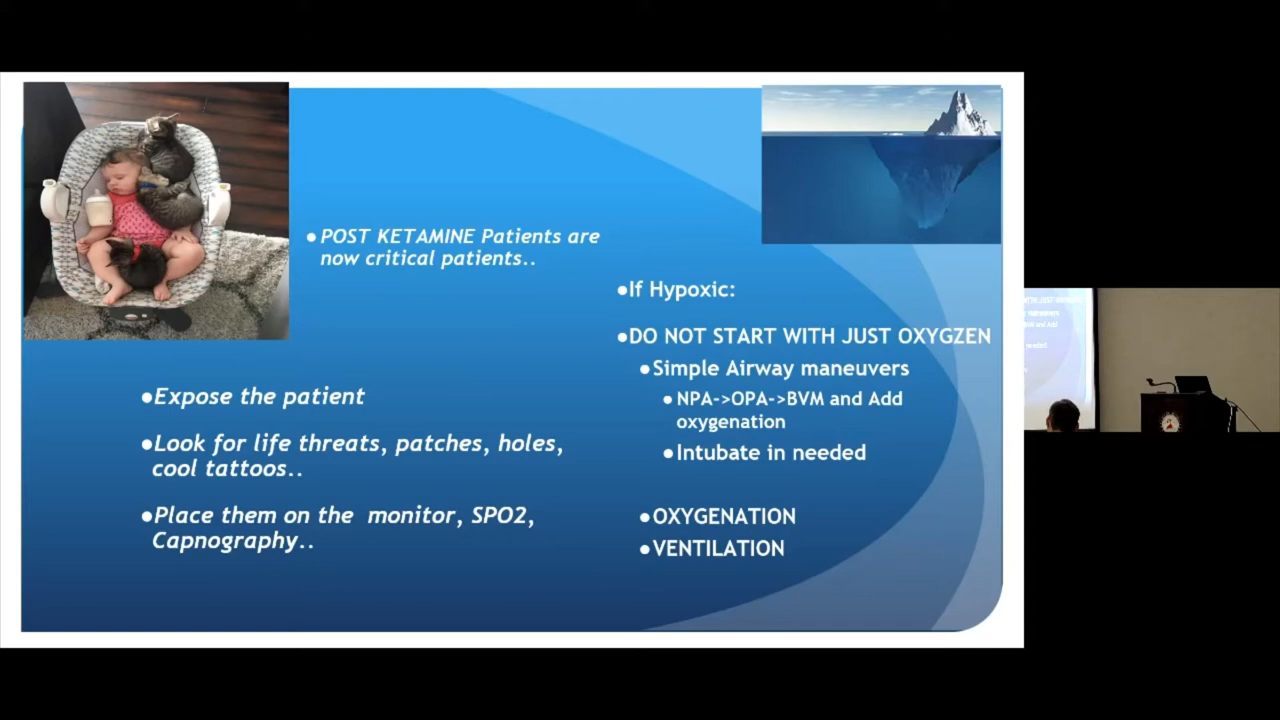 ●POST KETAMINE Patients are
now critical patients..
●Expose the patient
●Look for life threats, patches, holes,
cool tattoos..
●Place them on the monitor, SPO2,
Capnography..
●If Hypoxic:
●DO NOT START WITH JUST OXYGZEN
●Simple Airway maneuvers
●NPA->OPA->BVM and Add
oxygenation
●Intubate in needed
●OXYGENATION
●VENTILATION